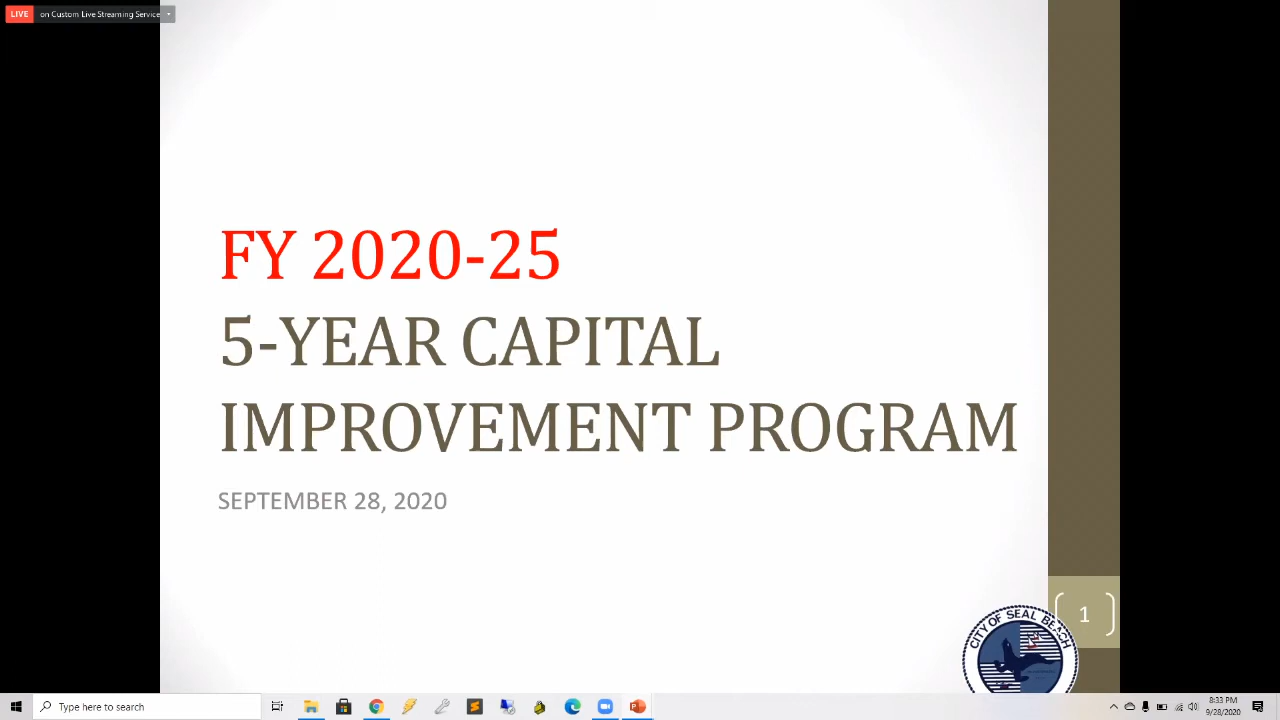 LIVE on Custom Live Streaming Service
FY 2020-25
5-YEAR CAPITAL
IMPROVEMENT PROGRAM
SEPTEMBER 28, 2020
1
CITY OF SEAL BEACH
Type here to search
8:33 PM
9/28/2020